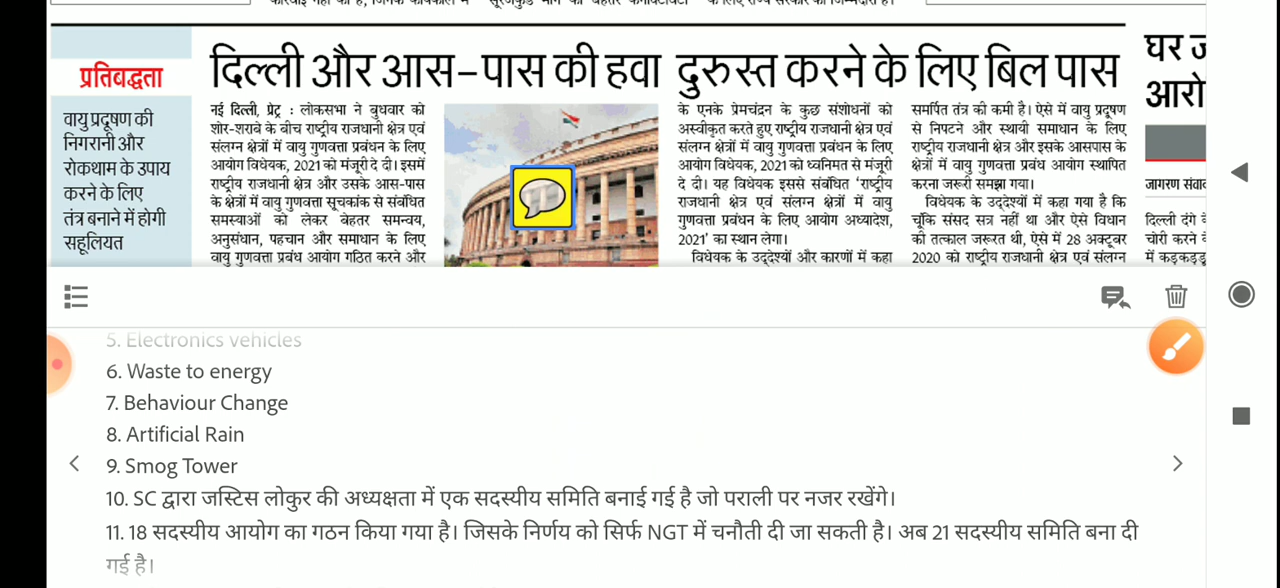 दिल्ली और आस-पास की हवा दुरुस्त करने के लिए बिल पास
प्रतिबद्धता
वायु प्रदूषण की
निगरानी और
रोकथाम के उपाय
करने के लिए
तंत्र बनाने में होगी
सहूलियत
नई दिल्ली, प्रेट्र : लोकसभा ने बुधवार को
शोर-शराबे के बीच राष्ट्रीय राजधानी क्षेत्र एवं
संलग्न क्षेत्रों में वायु गुणवत्ता प्रबंधन के लिए
आयोग विधेयक, 2021 को मंजूरी दे दी। इसमें
राष्ट्रीय राजधानी क्षेत्र और उसके आस-पास
के क्षेत्रों में वायु गुणवत्ता सूचकांक से संबंधित
समस्याओं को लेकर बेहतर समन्वय,
अनुसंधान, पहचान और समाधान के लिए
वायु गुणवत्ता प्रबंध आयोग गठित करने और
के एनके प्रेमचंद्रन के कुछ संशोधनों को
अस्वीकृत करते हुए राष्ट्रीय राजधानी क्षेत्र एवं
संलग्न क्षेत्रों में वायु गुणवत्ता प्रबंधन के लिए
आयोग विधेयक, 2021 को ध्वनिमत से मंजूरी
दे दी। यह विधेयक इससे संबंधित 'राष्ट्रीय
राजधानी क्षेत्र एवं संलग्न क्षेत्रों में वायु
गुणवत्ता प्रबंधन के लिए आयोग अध्यादेश,
2021' का स्थान लेगा।
विधेयक के उद्देश्यों और कारणों में कहा
समर्पित तंत्र की कमी है। ऐसे में वायु प्रदूषण
से निपटने और स्थायी समाधान के लिए
राष्ट्रीय राजधानी क्षेत्र और इसके आसपास के
क्षेत्रों में वायु गुणवत्ता प्रबंध आयोग स्थापित
करना जरूरी समझा गया।
विधेयक के उद्देश्यों में कहा गया है कि
चूंकि संसद सत्र नहीं था और ऐसे विधान
की तत्काल जरूरत थी, ऐसे में 28 अक्टूबर
2020 को राष्ट्रीय राजधानी क्षेत्र एवं संलग्न
घर
आरो
जागरण
दिल्ली दंगे
चोरी करने
में
5. Electronics vehicles
6. Waste to energy
7. Behaviour Change
8. Artificial Rain
9. Smog Tower
10. SC द्वारा जस्टिस लोकुर की अध्यक्षता में एक सदस्यीय समिति बनाई गई है जो पराली पर नजर रखेंगे।
11. 18 सदस्यीय आयोग का गठन किया गया है। जिसके निर्णय को सिर्फ NGT में चनौती दी जा सकती है। अब 21 सदस्यीय समिति बना दी
गई है।